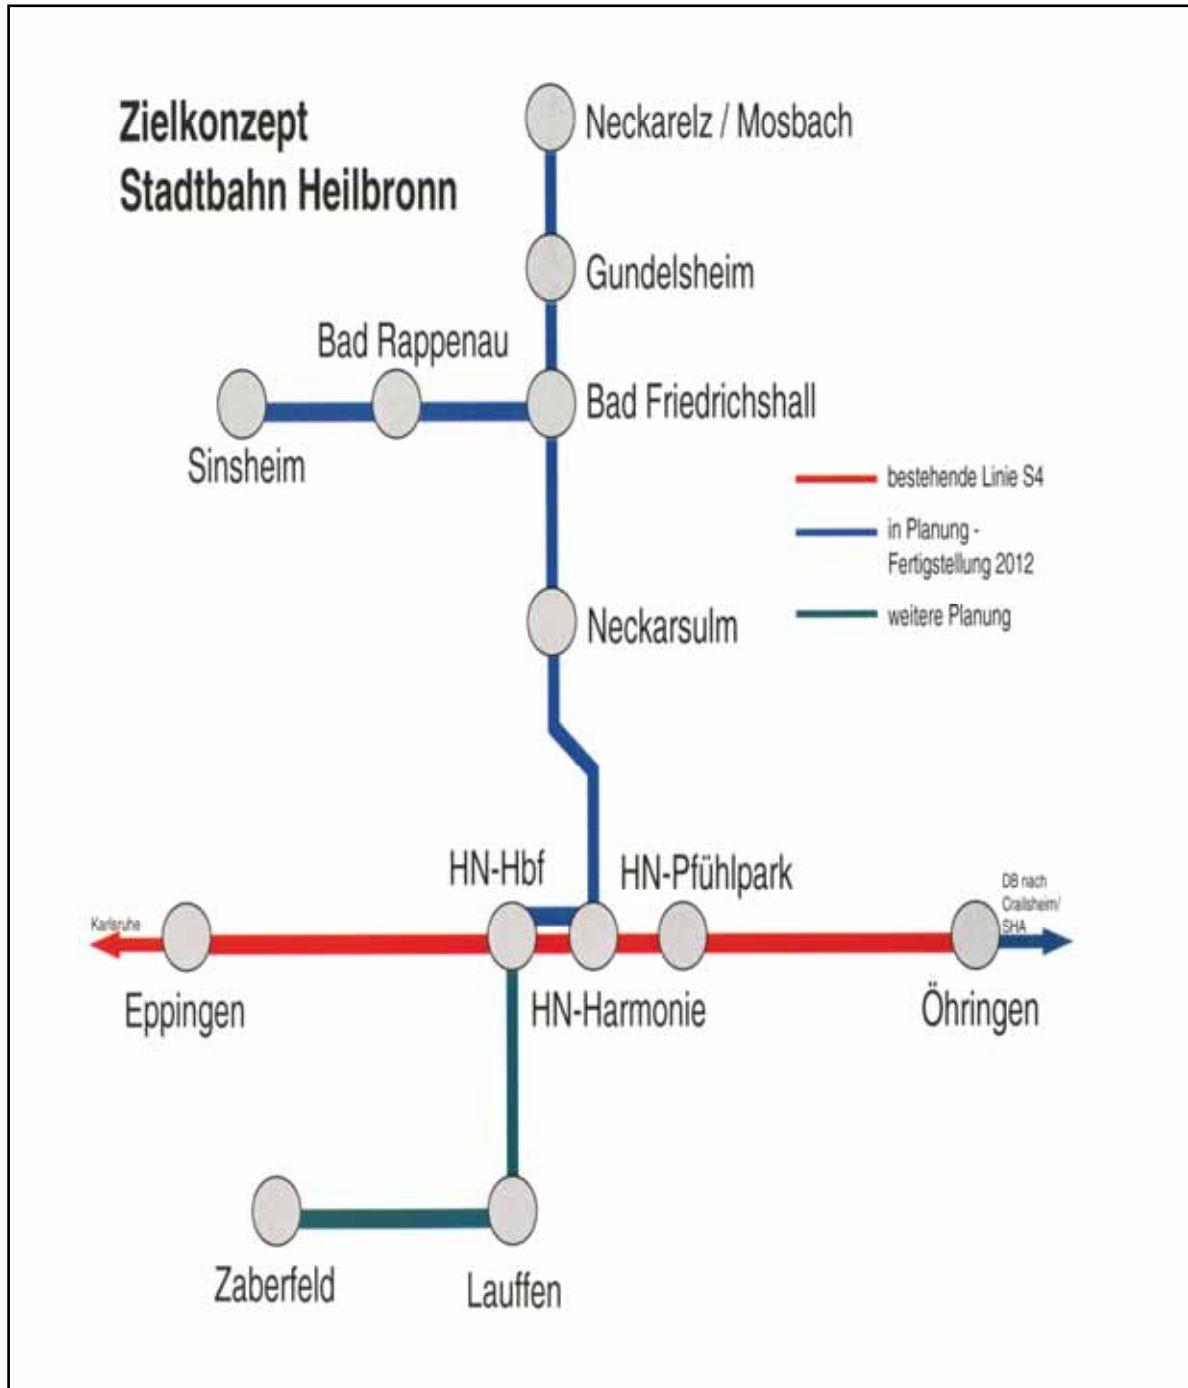 Zielkonzept
Stadtbahn Heilbronn
Neckarelz / Mosbach
Gundelsheim
Bad Rappenau
Bad Friedrichshall
Sinsheim
bestehende Linie S4
in Planung -
Fertigstellung 2012
weitere Planung
Neckarsulm
HN-Hbf
HN-Pfühlpark
DB nach
Crailsheim/
SHA
Karlsruhe
Eppingen
HN-Harmonie
Öhringen
Zaberfeld
Lauffen